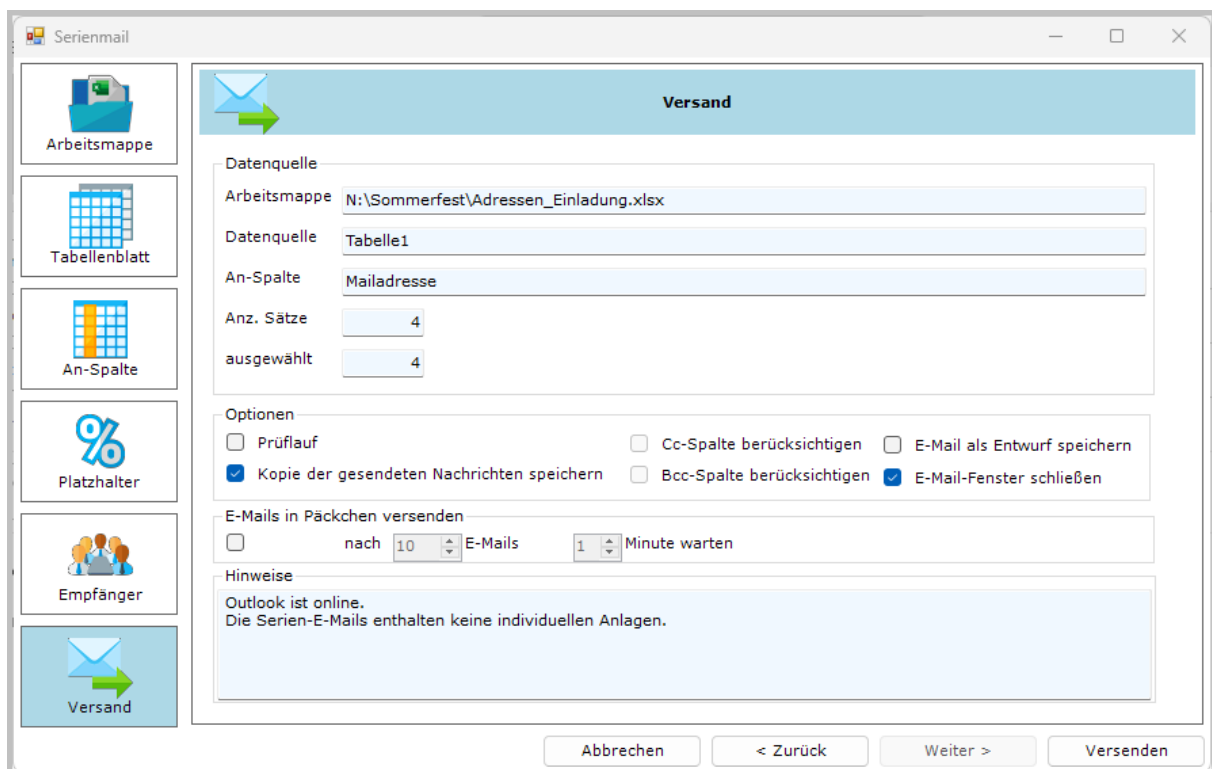 Serienmail
Arbeitsmappe
Tabellenblatt
An-Spalte
Platzhalter
Empfänger
Versand
Versand
Datenquelle
Arbeitsmappe N:\Sommerfest\Adressen_Einladung.xlsx
Datenquelle Tabelle1
An-Spalte Mailadresse
Anz. Sätze 4
ausgewählt 4
Optionen
Prüflauf Cc-Spalte berücksichtigen E-Mail als Entwurf speichern
Kopie der gesendeten Nachrichten speichern Bcc-Spalte berücksichtigen E-Mail-Fenster schließen
E-Mails in Päckchen versenden
nach 10 E-Mails 1 Minute warten
Hinweise
Outlook ist online.
Die Serien-E-Mails enthalten keine individuellen Anlagen.
Abbrechen < Zurück Weiter > Versenden